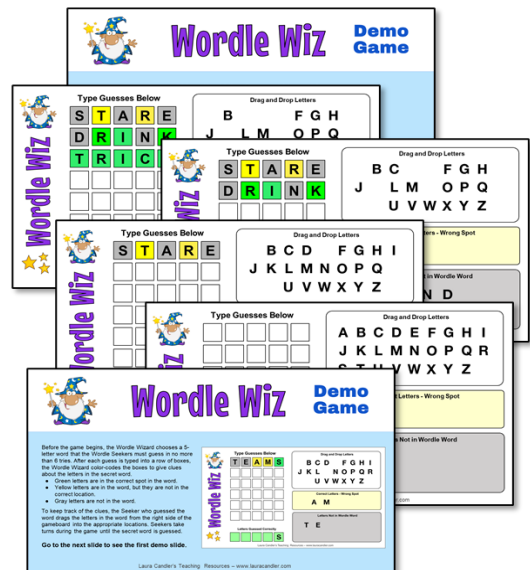 Wordle Wiz
Demo
Game
Wordle Wiz
Type Guesses Below
S T A R E
D R I N K
T R I C
Drag and Drop Letters
B F G H
J L M O P Q
Type Guesses Below
S T A R E
D R I N K
Drag and Drop Letters
B C F G H
J L M O P Q
U V W X Y Z
- Wrong Spot
in Wordle Word
N D
Type Guesses Below
S T A R E
Drag and Drop Letters
B C D F G H I
J K L M N O P Q
U V W X Y Z
Type Guesses Below
Drag and Drop Letters
A B C D E F G H I
J K L M N O P Q R
S T U V W X Y Z
Letters - Wrong Spot
Not in Wordle Word
Wordle Wiz
Demo
Game
Before the game begins, the Wordle Wizard chooses a 5-
letter word that the Wordle Seekers must guess in no more
than 6 tries. After each guess is typed into a row of boxes,
the Wordle Wizard color-codes the boxes to give clues
about the letters in the secret word.
● Green letters are in the correct spot in the word.
● Yellow letters are in the word, but they are not in the
correct location.
● Gray letters are not in the word.
To keep track of the clues, the Seeker who guessed the
word drags the letters in the word from the right side of the
gameboard into the appropriate locations. Seekers take
turns during the game until the secret word is guessed.
Go to the next slide to see the first demo slide.
Wordle Wiz
Type Guesses Below
T E A M S
Letters Guessed Correctly
S
Drag and Drop Letters
B C D F G H I
J K L N O P Q R
U V W X Y Z
Correct Letters - Wrong Spot
A M
Letters Not in Wordle Word
T E
Laura Candler's Teaching Resources ~ www.lauracandler.com